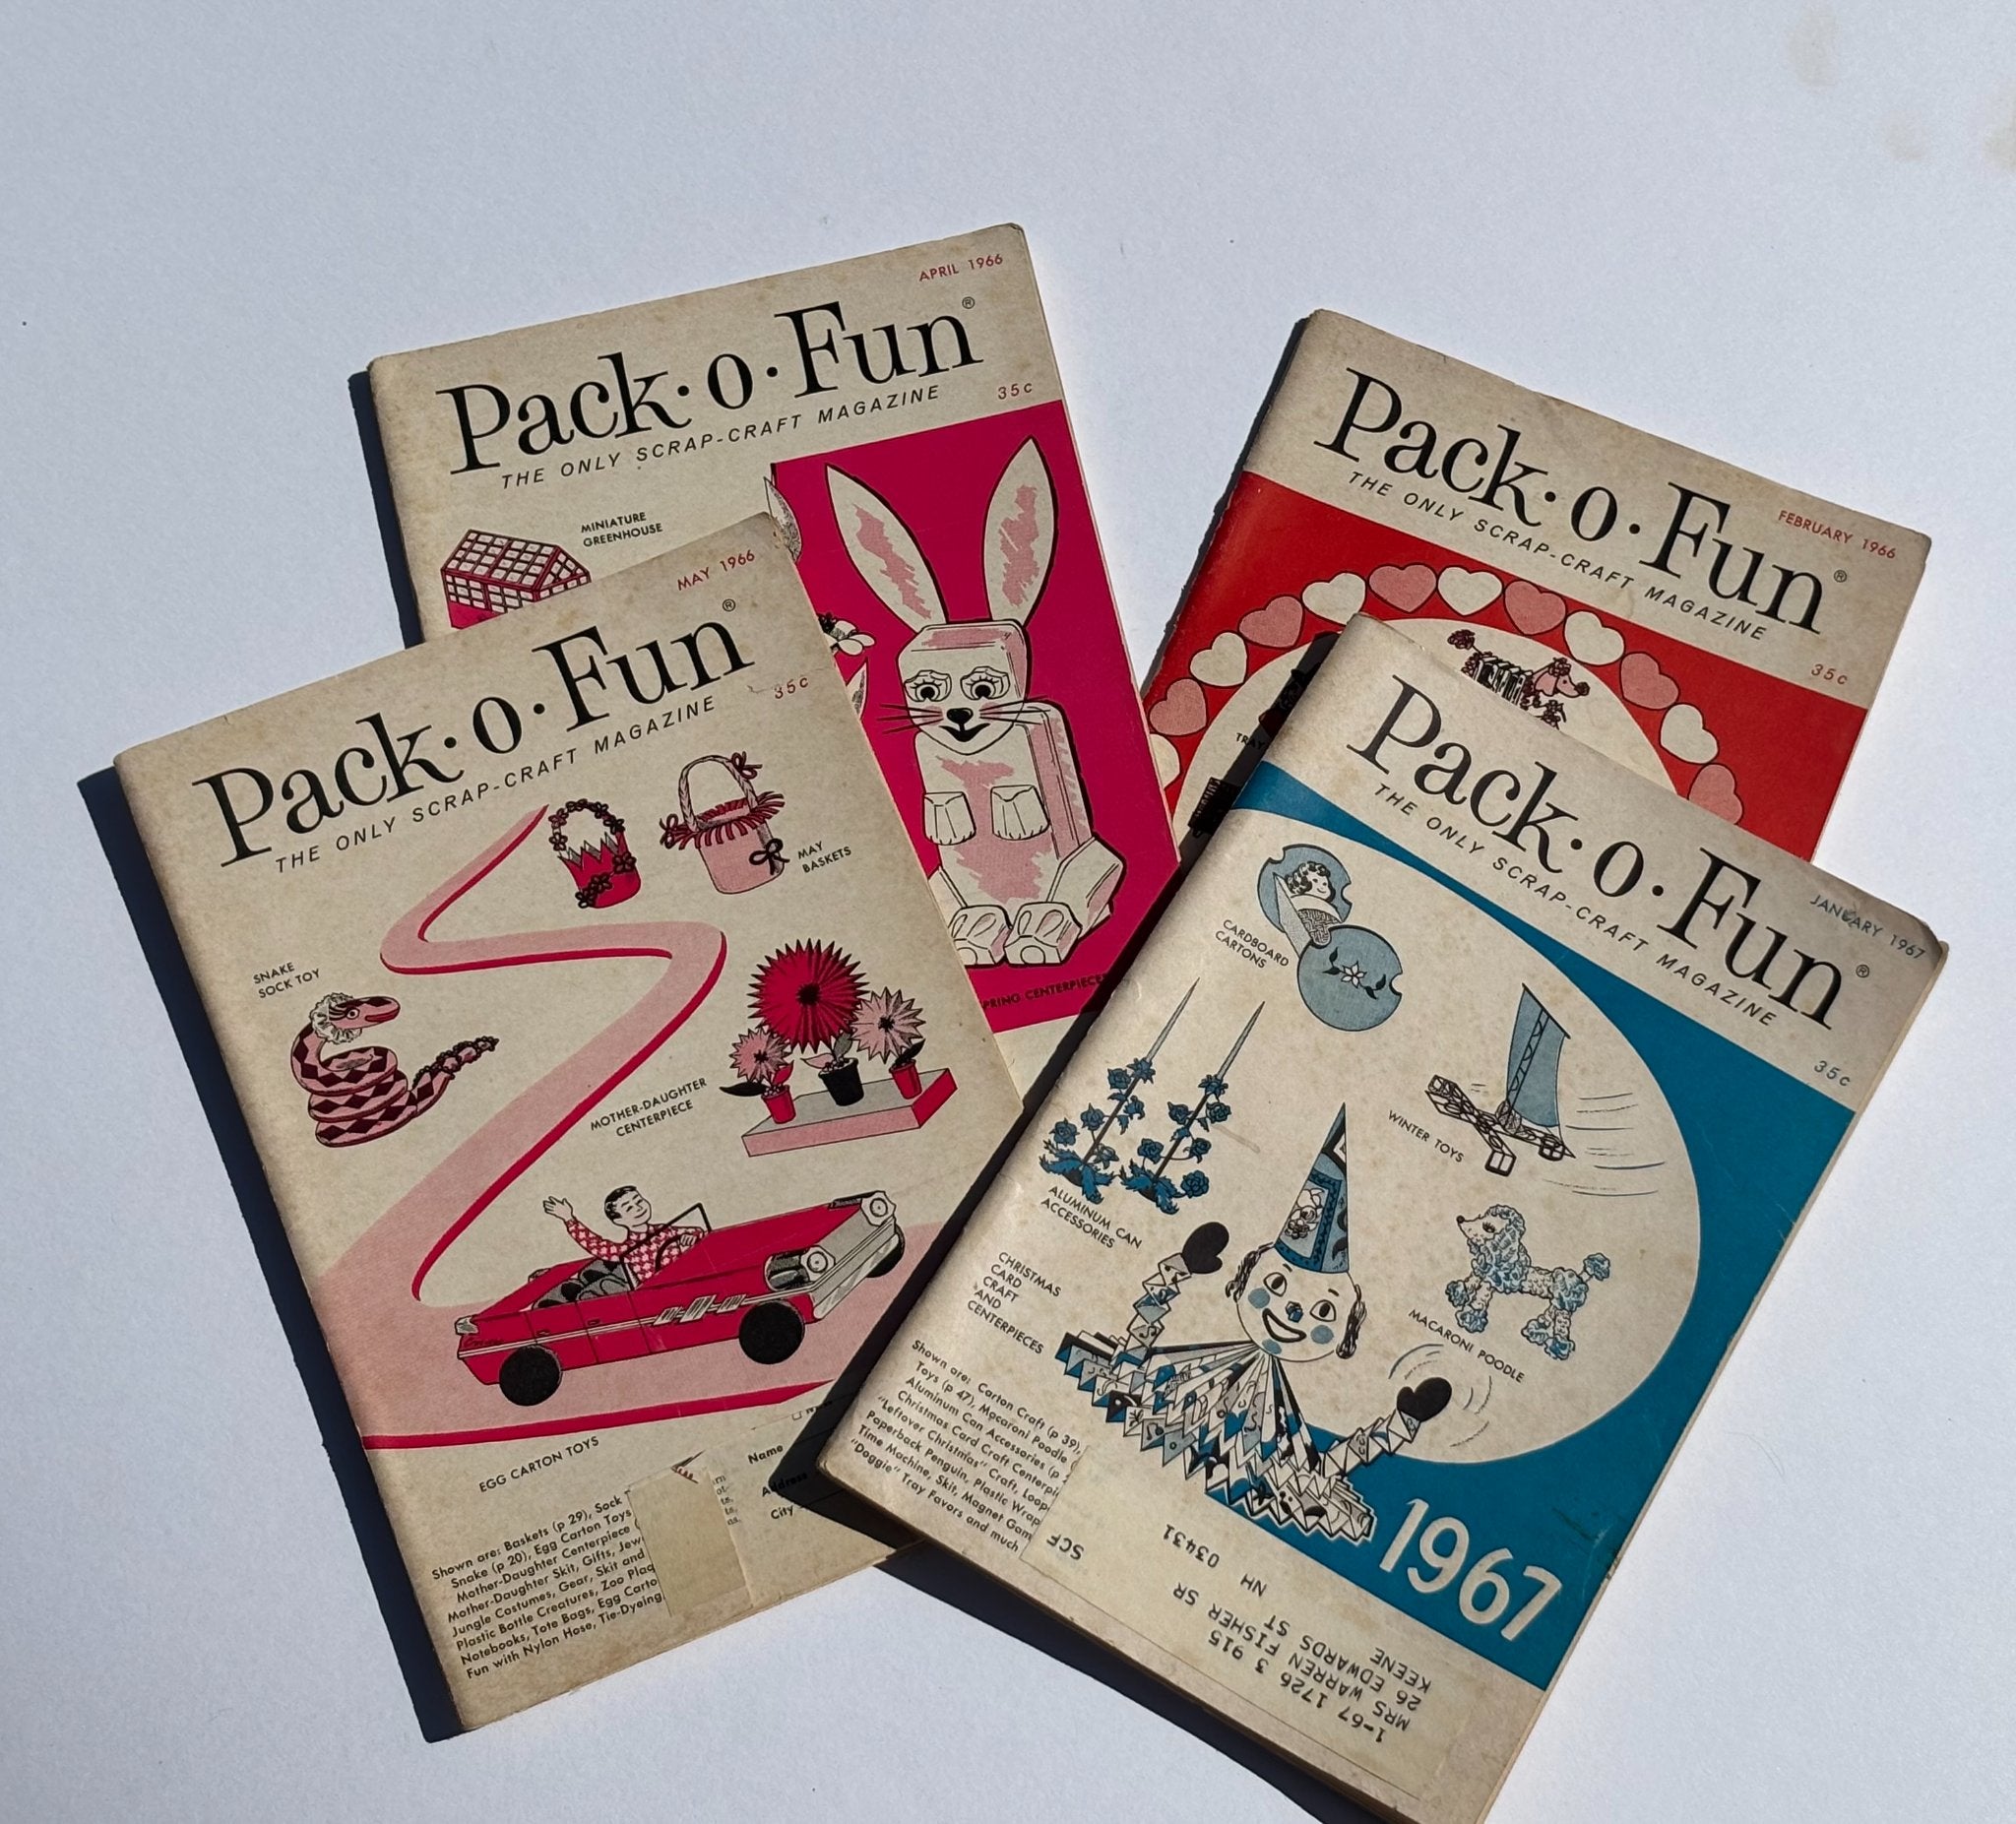 APRIL 1966
Pack·o·Fun®
THE ONLY SCRAP-CRAFT MAGAZINE
35c
MINIATURE
GREENHOUSE
PRING CENTERPIECE
FEBRUARY 1966
Pack·o·Fun®
THE ONLY SCRAP-CRAFT MAGAZINE
35c
TRAY
MAY 1966
Pack·o·Fun®
THE ONLY SCRAP-CRAFT MAGAZINE
35c
MAY
BASKETS
SNAKE
SOCK TOY
MOTHER-DAUGHTER
CENTERPIECE
EGG CARTON TOYS
Shown are: Baskets (p 29), Sock
Snake (p 20), Egg Carton Toys
Mother-Daughter Centerpiece
Mother-Daughter Skit, Gifts, Jew
Jungle Costumes, Gear, Skit and
Plastic Bottle Creatures, Zoo Plaq
Notebooks, Tote Bags, Egg Carto
Fun with Nylon Hose, Tie-Dyeing
Name
Address
City
JANUARY 1967
Pack·o·Fun®
THE ONLY SCRAP-CRAFT MAGAZINE
35c
CARDBOARD
CARTONS
WINTER TOYS
ALUMINUM CAN
ACCESSORIES
MACARONI POODLE
CHRISTMAS
CARD
CRAFT
AND
CENTERPIECES
Shown are: Carton Craft (p 39),
Toys (p 47), Macaroni Poodle
Aluminum Can Accessories (p
Christmas Card Craft Centerpi
"Leftover Christmas" Craft, Loop
Paperback Penguin, Plastic Wrap
Time Machine, Skit, Magnet Gam
"Doggie" Tray Favors and much
1967
1-67 1726 3 915
MRS WARREN FISHER SR
26 EDWARDS ST
KEENE NH 03431
SCF